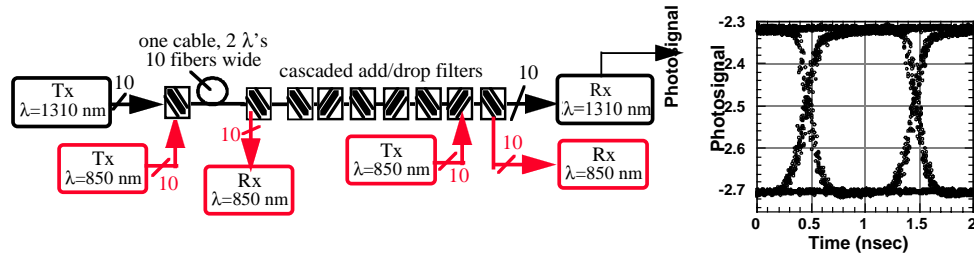 one cable, 2 λ's
10 fibers wide
cascaded add/drop filters
Tx
λ=1310 nm
10
10
Rx
λ=1310 nm
Tx
λ=850 nm
10
10
Rx
λ=850 nm
Tx
λ=850 nm
10
10
Rx
λ=850 nm
Photosignal
Photosignal
-2.3
-2.4
-2.5
-2.6
-2.7
0
0.5
1
1.5
2
Time (nsec)